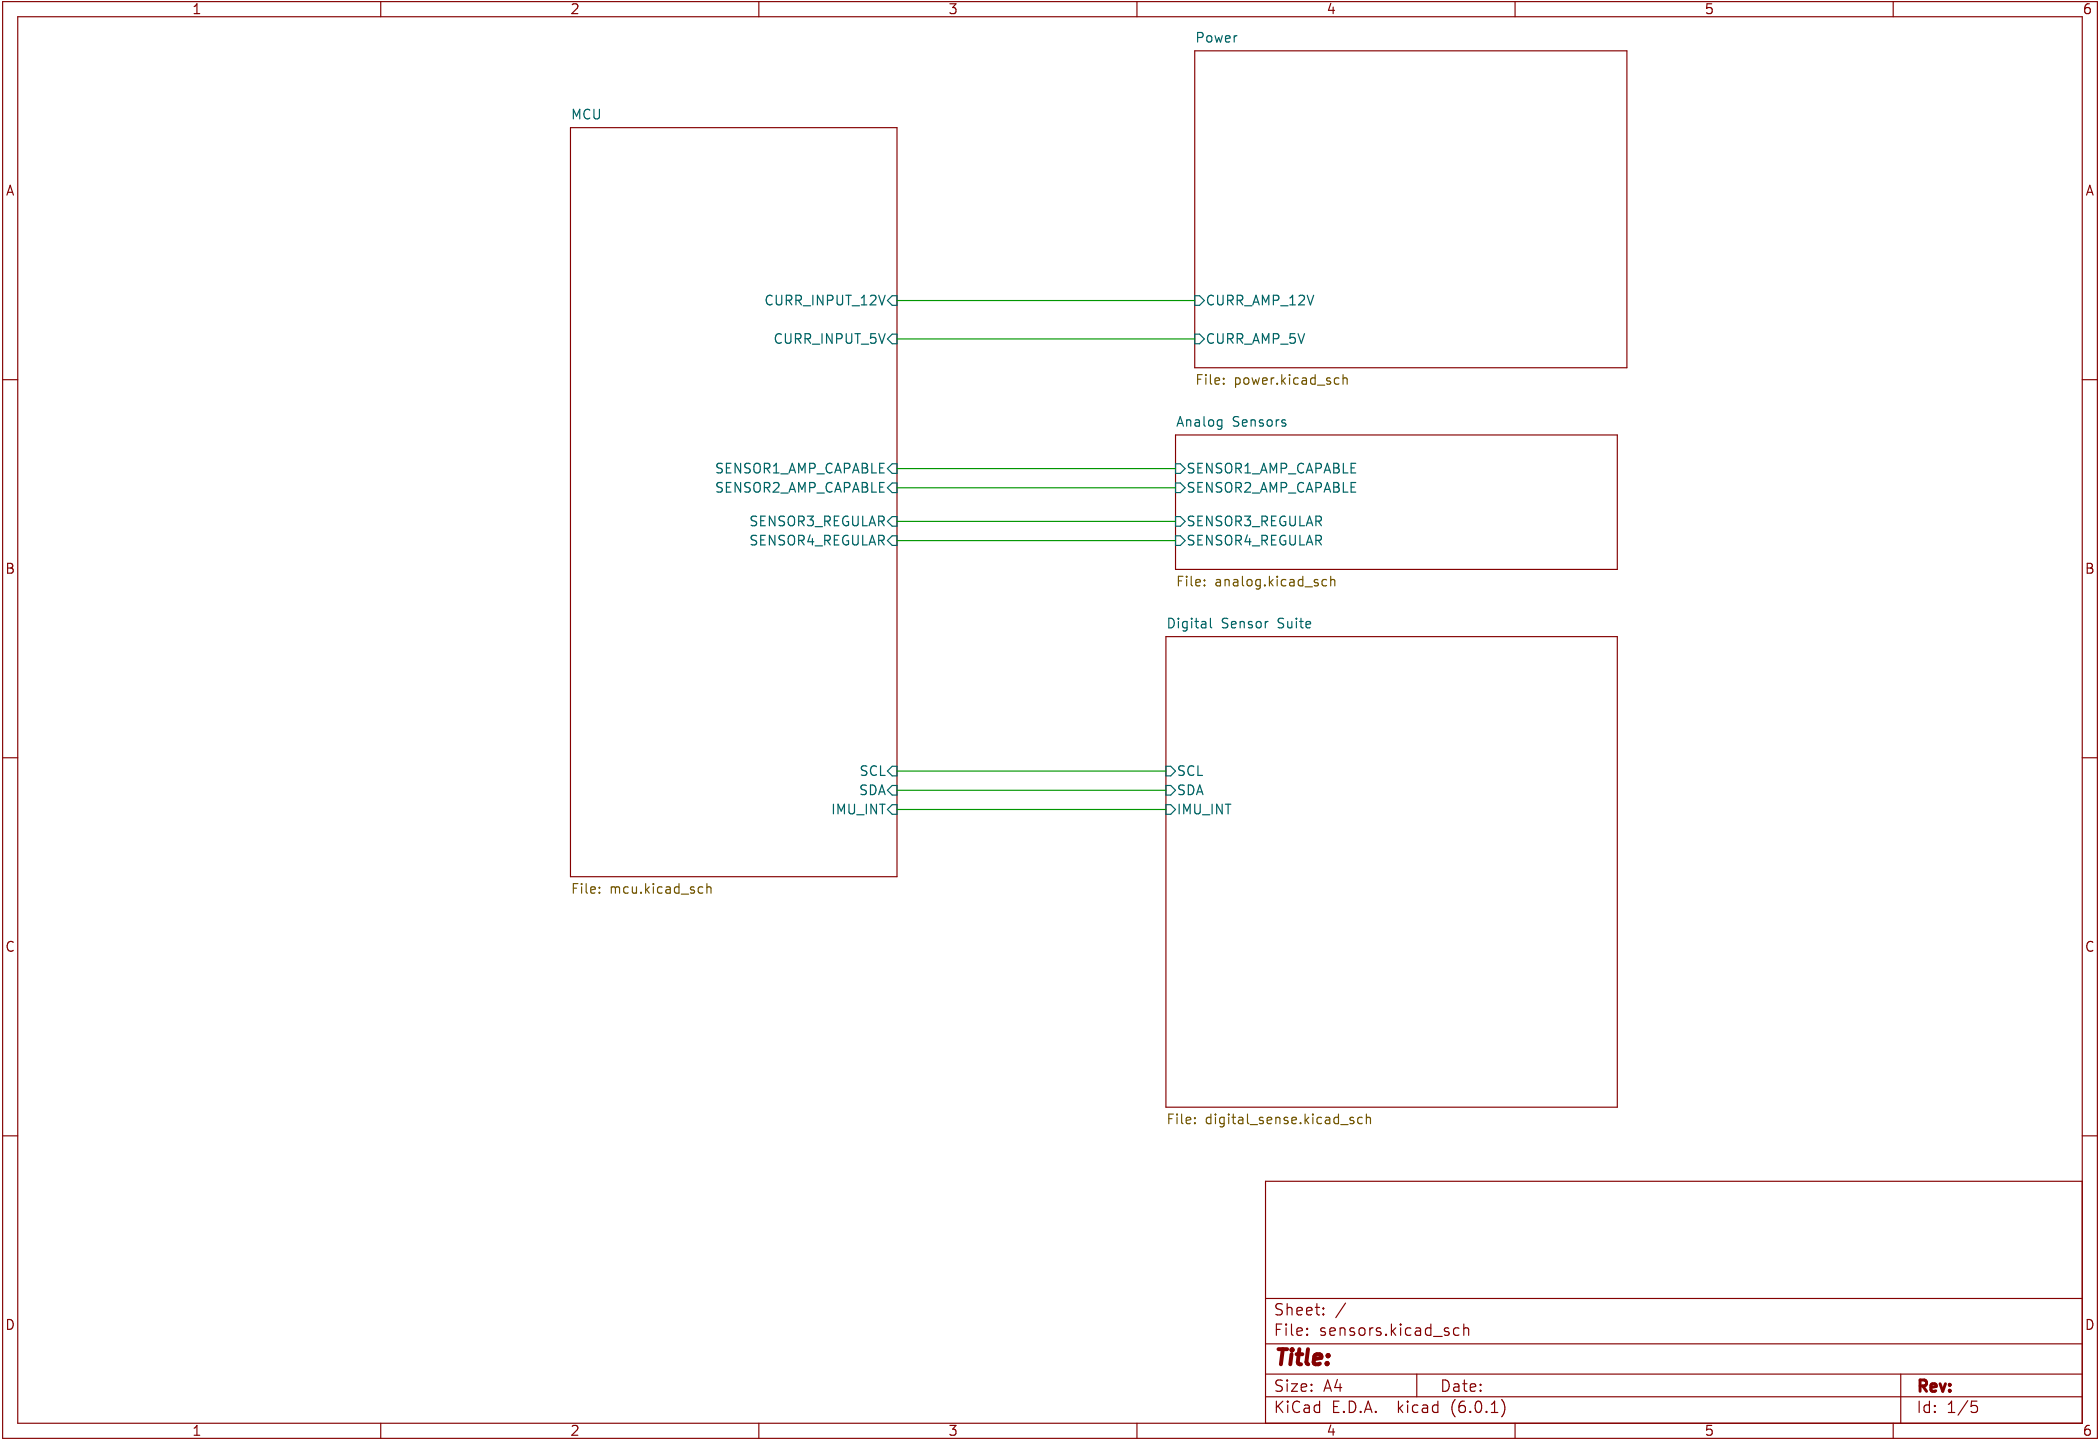 1 2 3 4 5 6
Power
MCU
A A
CURR_INPUT_12V CURR_AMP_12V
CURR_INPUT_5V CURR_AMP_5V
File: power.kicad_sch
Analog Sensors
SENSOR1_AMP_CAPABLE SENSOR1_AMP_CAPABLE
SENSOR2_AMP_CAPABLE SENSOR2_AMP_CAPABLE
SENSOR3_REGULAR SENSOR3_REGULAR
SENSOR4_REGULAR SENSOR4_REGULAR
B B
File: analog.kicad_sch
Digital Sensor Suite
SCL SCL
SDA SDA
IMU_INT IMU_INT
File: mcu.kicad_sch
C C
File: digital_sense.kicad_sch
Sheet: /
D D
File: sensors.kicad_sch
Title:
Size: A4 Date: Rev:
KiCad E.D.A. kicad (6.0.1) Id: 1/5
1 2 3 4 5 6